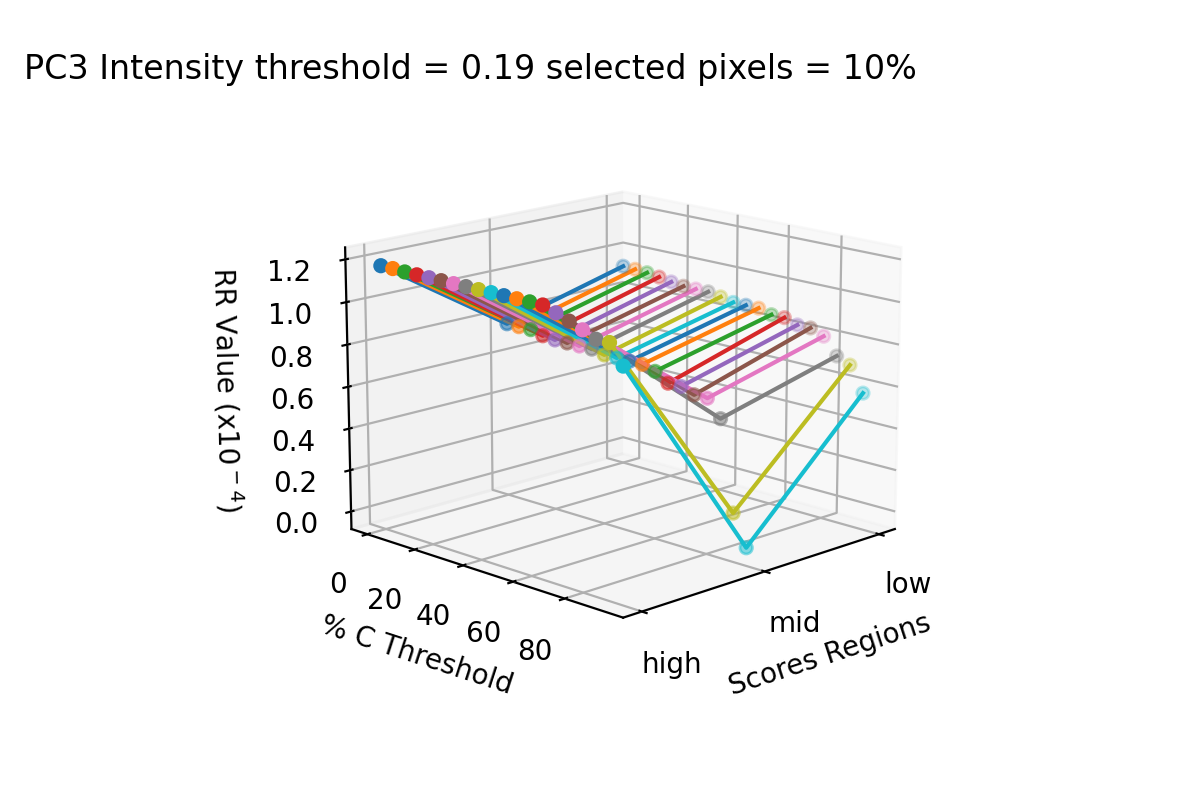 PC3 Intensity threshold = 0.19 selected pixels = 10%
1.2
1.0
0.8
0.6
0.4
0.2
0.0
RR Value (x10⁻⁴)
0
20
40
60
80
% C Threshold
high
mid
low
Scores Regions